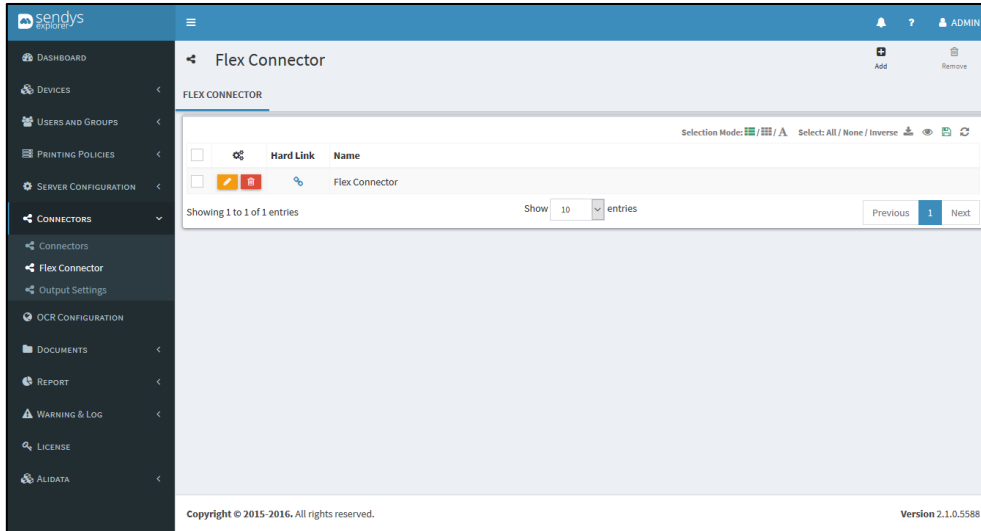 sendys
explorer
ADMIN
?
DASHBOARD
DEVICES
USERS AND GROUPS
PRINTING POLICIES
SERVER CONFIGURATION
CONNECTORS
Connectors
Flex Connector
Output Settings
OCR CONFIGURATION
DOCUMENTS
REPORT
WARNING & LOG
LICENSE
ALIDATA
Flex Connector
Add
Remove
FLEX CONNECTOR
Selection Mode: / / A Select: All / None / Inverse
Hard Link Name
Flex Connector
Showing 1 to 1 of 1 entries Show 10 entries Previous 1 Next
Copyright © 2015-2016. All rights reserved. Version 2.1.0.5588